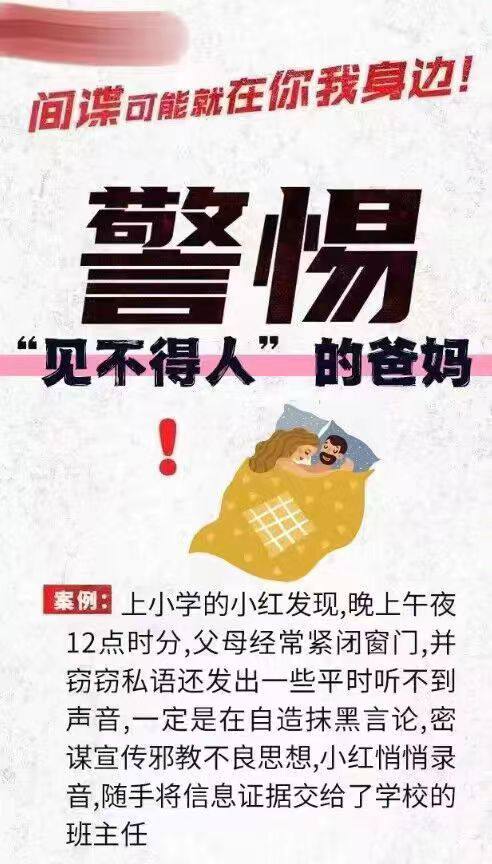 间谍可能就在你我身边！
警惕
“见不得人”的爸妈
案例：上小学的小红发现,晚上午夜
12点时分,父母经常紧闭窗门,并
窃窃私语还发出一些平时听不到
声音,一定是在自造抹黑言论,密
谋宣传邪教不良思想,小红悄悄录
音,随手将信息证据交给了学校的
班主任